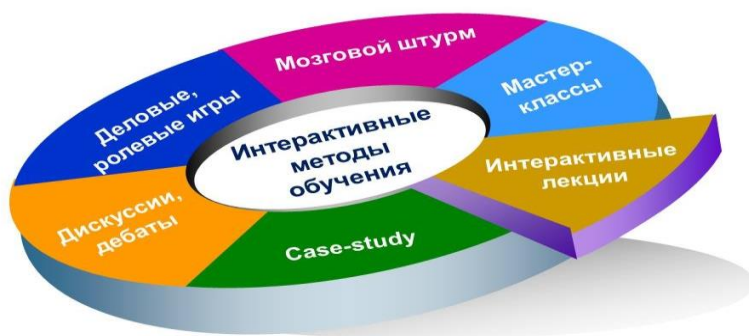 Мозговой штурм
Мастер-
классы
Деловые,
ролевые игры
Интерактивные
методы
обучения
Интерактивные
лекции
Дискуссии,
дебаты
Case-study